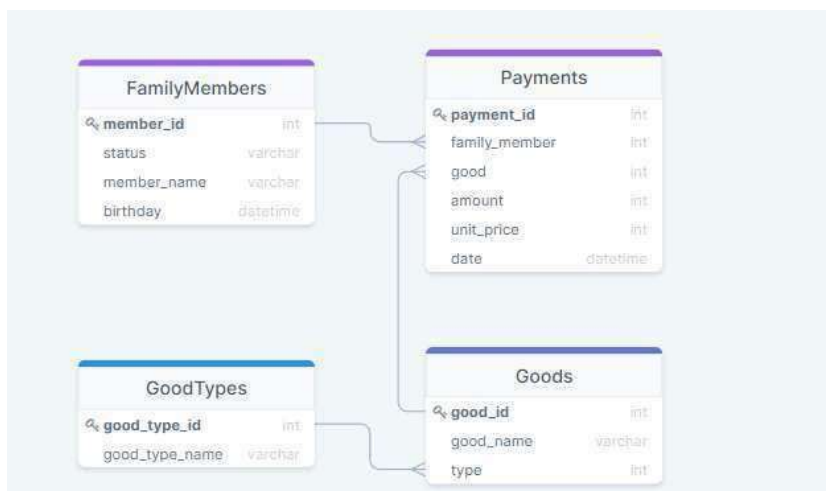 FamilyMembers
member_id int
status varchar
member_name varchar
birthday datetime
Payments
payment_id int
family_member int
good int
amount int
unit_price int
date datetime
GoodTypes
good_type_id int
good_type_name varchar
Goods
good_id int
good_name varchar
type int